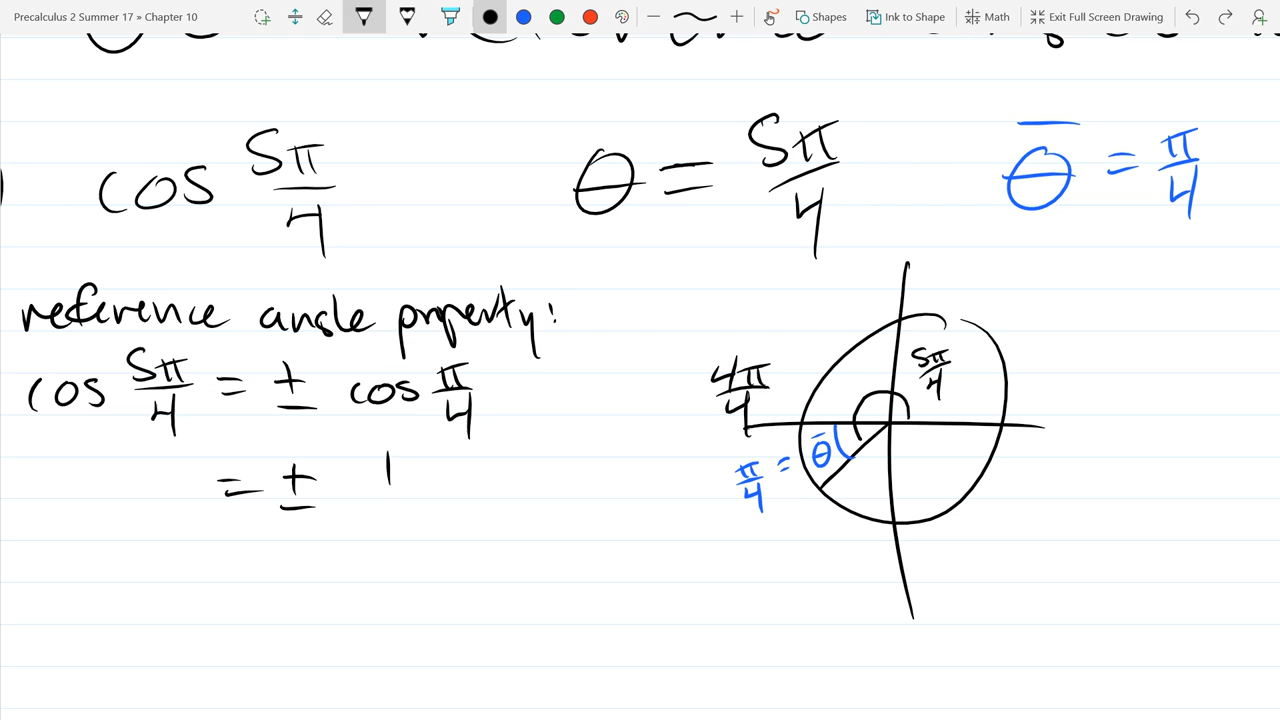 Precalculus 2 Summer 17 » Chapter 10
Shapes
Ink to Shape
Math
Exit Full Screen Drawing
cos 5π/4
θ = 5π/4
θ̅ = π/4
reference angle property:
cos 5π/4 = ± cos π/4
= ± 1
5π/4
4π/4
π/4 = θ̅